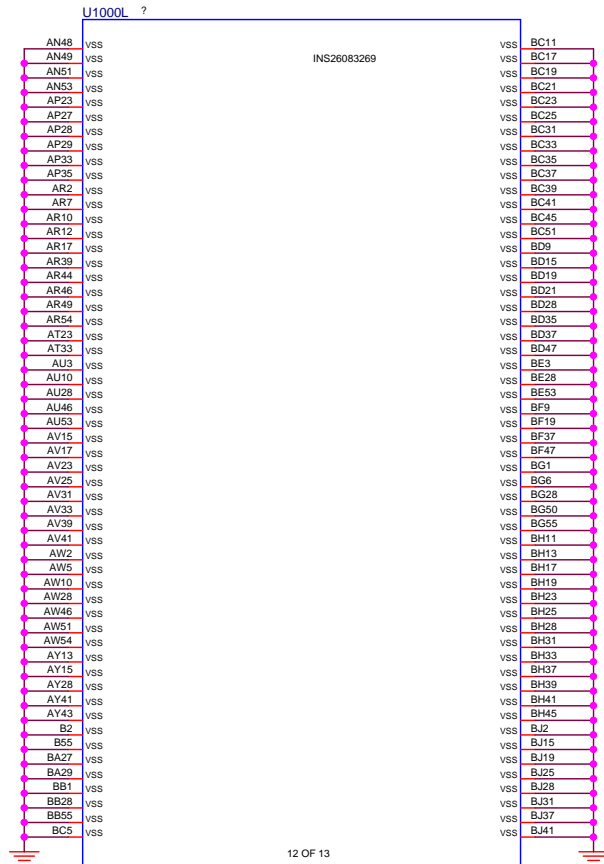 U1000L ?
INS26083269
AN48 VSS VSS BC11
AN49 VSS VSS BC17
AN51 VSS VSS BC19
AN53 VSS VSS BC21
AP23 VSS VSS BC23
AP27 VSS VSS BC25
AP28 VSS VSS BC31
AP29 VSS VSS BC33
AP33 VSS VSS BC35
AP35 VSS VSS BC37
AR2 VSS VSS BC39
AR7 VSS VSS BC41
AR10 VSS VSS BC45
AR12 VSS VSS BC51
AR17 VSS VSS BD9
AR39 VSS VSS BD15
AR44 VSS VSS BD19
AR46 VSS VSS BD21
AR49 VSS VSS BD28
AR54 VSS VSS BD35
AT23 VSS VSS BD37
AT33 VSS VSS BD47
AU3 VSS VSS BE3
AU10 VSS VSS BE28
AU28 VSS VSS BE53
AU46 VSS VSS BF9
AU53 VSS VSS BF19
AV15 VSS VSS BF37
AV17 VSS VSS BF47
AV23 VSS VSS BG1
AV25 VSS VSS BG6
AV31 VSS VSS BG28
AV33 VSS VSS BG50
AV39 VSS VSS BG55
AV41 VSS VSS BH11
AW2 VSS VSS BH13
AW5 VSS VSS BH17
AW10 VSS VSS BH19
AW28 VSS VSS BH23
AW46 VSS VSS BH25
AW51 VSS VSS BH28
AW54 VSS VSS BH31
AY13 VSS VSS BH33
AY15 VSS VSS BH37
AY28 VSS VSS BH39
AY41 VSS VSS BH41
AY43 VSS VSS BH45
B2 VSS VSS BJ2
B55 VSS VSS BJ15
BA27 VSS VSS BJ19
BA29 VSS VSS BJ25
BB1 VSS VSS BJ28
BB28 VSS VSS BJ31
BB55 VSS VSS BJ37
BC5 VSS VSS BJ41
12 OF 13